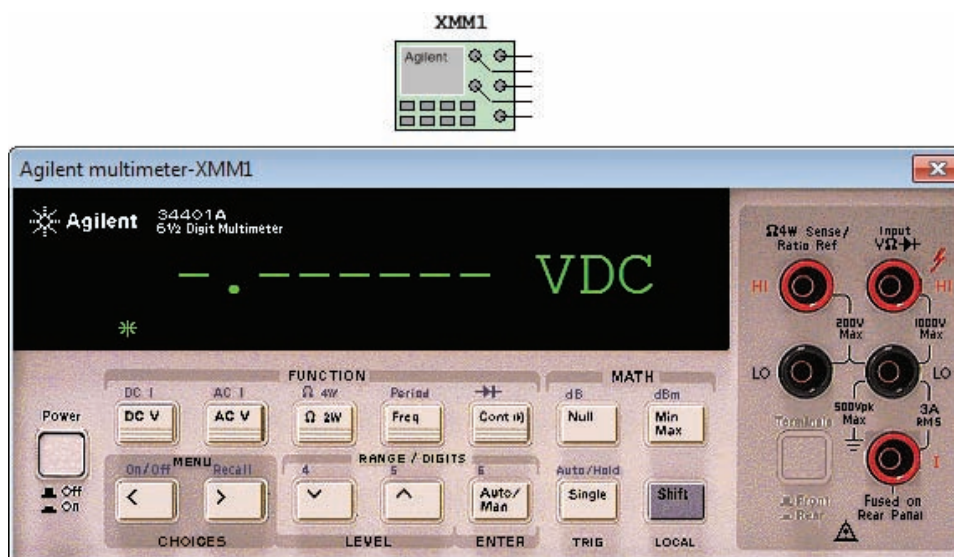 XMM1
Agilent
Agilent multimeter-XMM1
Agilent 34401A
6½ Digit Multimeter
-.------ VDC
Ω4W Sense/
Ratio Ref
Input
VΩ
HI
HI
200V
Max
1000V
Max
LO
LO
500Vpk
Max
3A
RMS
Terminals
I
Front
Rear
Fused on
Rear Panal
Power
Off
On
FUNCTION
MATH
DC I
AC I
Ω 4W
Period
dB
dBm
DC V
AC V
Ω 2W
Freq
Cont
Null
Min
Max
MENU
RANGE / DIGITS
On/Off
Recall
4
5
6
Auto/Hold
<
>
Auto/
Man
Single
Shift
CHOICES
LEVEL
ENTER
TRIG
LOCAL